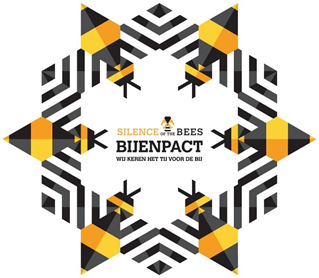 SILENCE OF THE BEES
BIJENPACT
WIJ KEREN HET TIJ VOOR DE BIJ